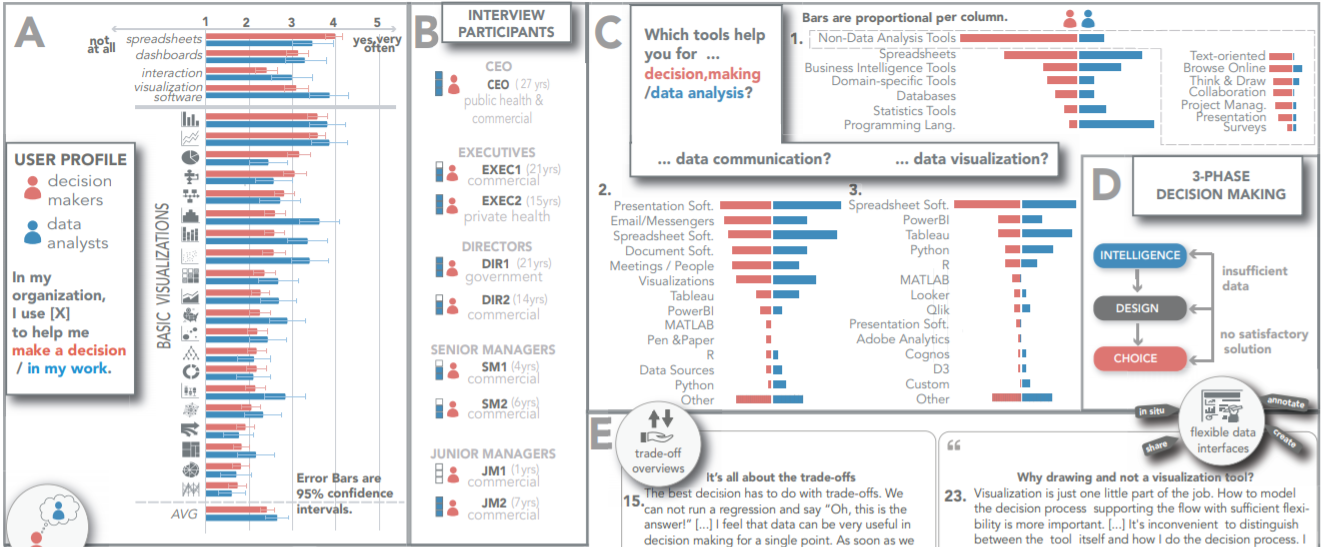 A
1 2 3 4 5
not at all
yes, very often
spreadsheets
dashboards
interaction
visualization
software
USER PROFILE
decision
makers
data
analysts
In my
organization,
I use [X]
to help me
make a decision
/ in my work.
BASIC VISUALIZATIONS
Error Bars are
95% confidence
intervals.
AVG
B
INTERVIEW
PARTICIPANTS
CEO
CEO (27 yrs)
public health &
commercial
EXECUTIVES
EXEC1 (21yrs)
commercial
EXEC2 (15yrs)
private health
DIRECTORS
DIR1 (21yrs)
government
DIR2 (14yrs)
commercial
SENIOR MANAGERS
SM1 (4yrs)
commercial
SM2 (6yrs)
commercial
JUNIOR MANAGERS
JM1 (1yrs)
commercial
JM2 (7yrs)
commercial
C
Which tools help
you for ...
decision,making
/data analysis?
Bars are proportional per column.
1.
Non-Data Analysis Tools
Spreadsheets
Business Intelligence Tools
Domain-specific Tools
Databases
Statistics Tools
Programming Lang.
Text-oriented
Browse Online
Think & Draw
Collaboration
Project Manag.
Presentation
Surveys
... data communication?
... data visualization?
2.
Presentation Soft.
Email/Messengers
Spreadsheet Soft.
Document Soft.
Meetings / People
Visualizations
Tableau
PowerBI
MATLAB
Pen &Paper
R
Data Sources
Python
Other
3.
Spreadsheet Soft.
PowerBI
Tableau
Python
R
MATLAB
Looker
Qlik
Presentation Soft.
Adobe Analytics
Cognos
D3
Custom
Other
D
3-PHASE
DECISION MAKING
INTELLIGENCE
DESIGN
CHOICE
insufficient
data
no satisfactory
solution
in situ
annotate
share
create
flexible data
interfaces
E
trade-off
overviews
It's all about the trade-offs
15. The best decision has to do with trade-offs. We
can not run a regression and say “Oh, this is the
answer!” [...] I feel that data can be very useful in
decision making for a single point. As soon as we
“
Why drawing and not a visualization tool?
23. Visualization is just one little part of the job. How to model
the decision process supporting the flow with sufficient flexi-
bility is more important. [...] It's inconvenient to distinguish
between the tool itself and how I do the decision process. I